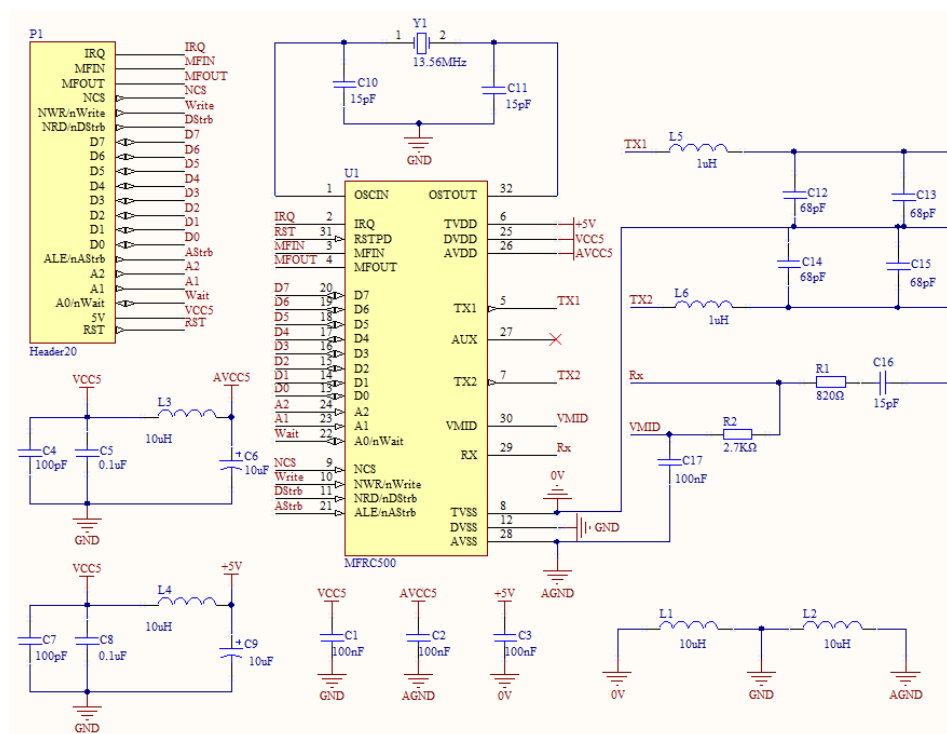 P1
IRQ IRQ
MFIN MFIN
MFOUT MFOUT
NCS NCS
NWR/nWrite Write
NRD/nDStrb DStrb
D7 D7
D6 D6
D5 D5
D4 D4
D3 D3
D2 D2
D1 D1
D0 D0
ALE/nAStrb AStrb
A2 A2
A1 A1
A0/nWait Wait
5V VCC5
RST RST
Header20
Y1
1 2
13.56MHz
C10
15pF
C11
15pF
GND
U1
1 OSCIN OSTOUT 32
IRQ 2 IRQ TVDD 6 +5V
RST 31 RSTPD DVDD 25 VCC5
MFIN 3 MFIN AVDD 26 AVCC5
MFOUT 4 MFOUT
D7 20 D7
D6 19 D6 TX1 5 TX1
D5 18 D5
D4 17 D4 AUX 27
D3 16 D3
D2 15 D2
D1 14 D1 TX2 7 TX2
D0 13 D0
A2 24 A2
A1 23 A1 VMID 30 VMID
Wait 22 A0/nWait
RX 29 Rx
NCS 9 NCS
Write 10 NWR/nWrite
DStrb 11 NRD/nDStrb
AStrb 21 ALE/nAStrb
0V
TVSS 8
DVSS 12 GND
AVSS 28
MFRC500
AGND
TX1 L5
1uH
C12
68pF
C13
68pF
C14
68pF
C15
68pF
TX2 L6
1uH
Rx R1 C16
820Ω 15pF
VMID R2
2.7KΩ
C17
100nF
VCC5 AVCC5
L3
10uH
C4
100pF
C5
0.1uF
+ C6
10uF
GND
VCC5 +5V
L4
10uH
C7
100pF
C8
0.1uF
+ C9
10uF
GND
VCC5 AVCC5 +5V
C1 C2 C3
100nF 100nF 100nF
GND AGND 0V
L1 L2
10uH 10uH
0V GND AGND